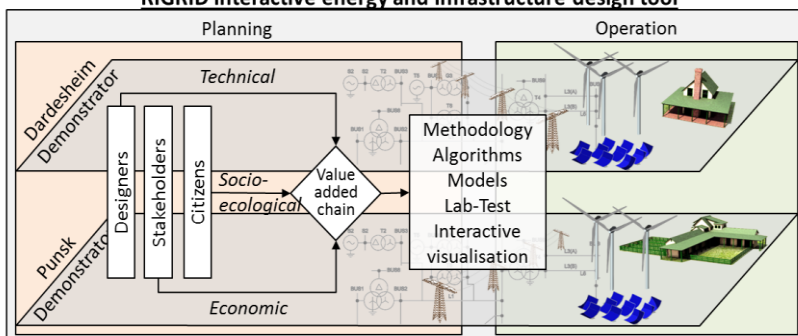 RIGRID interactive energy and infrastructure design tool
Planning
Operation
Dardesheim
Demonstrator
Technical
Designers
Stakeholders
Citizens
Socio-
ecological
Value
added
chain
Methodology
Algorithms
Models
Lab-Test
Interactive
visualisation
Punsk
Demonstrator
Economic